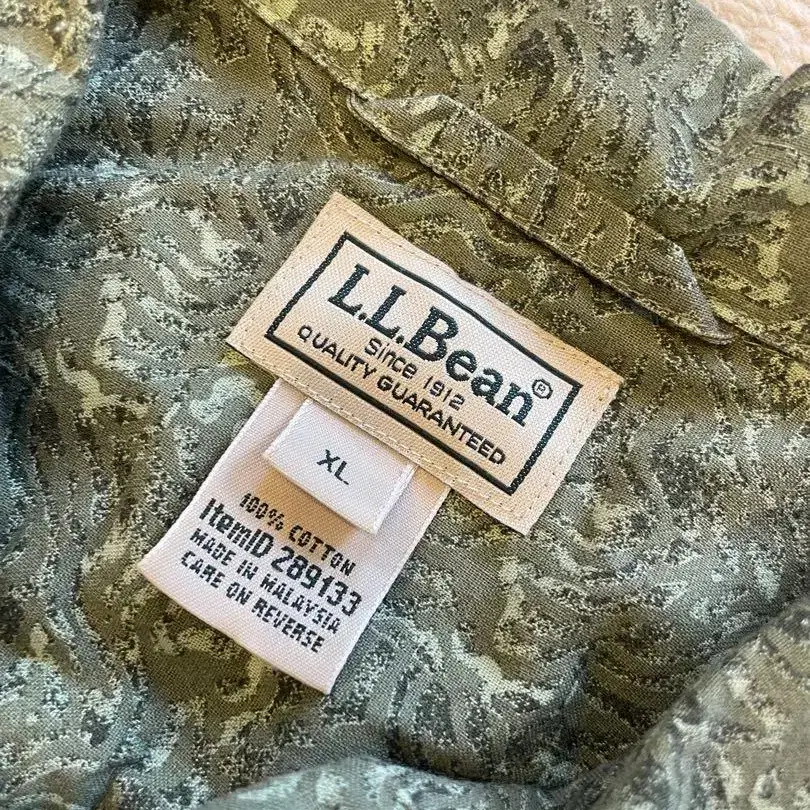 L.L.Bean®
Since 1912
QUALITY GUARANTEED
XL
100% COTTON
ItemID 289133
MADE IN MALAYSIA
CARE ON REVERSE